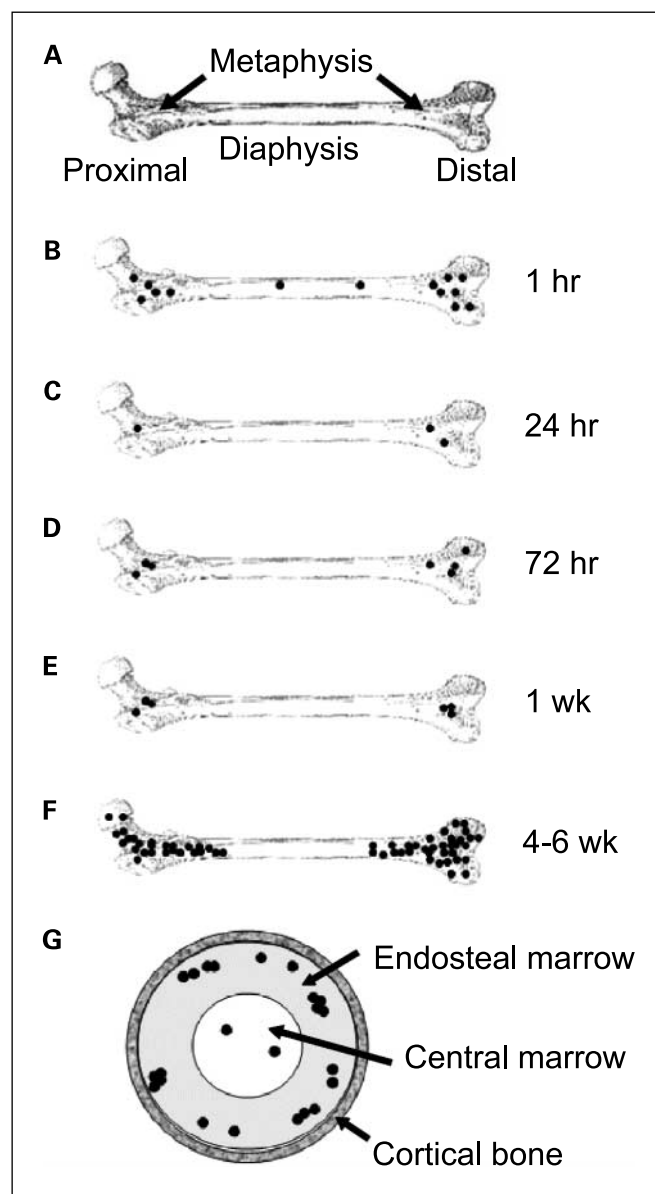 A
Metaphysis
Diaphysis
Proximal
Distal
B
1 hr
C
24 hr
D
72 hr
E
1 wk
F
4-6 wk
G
Endosteal marrow
Central marrow
Cortical bone